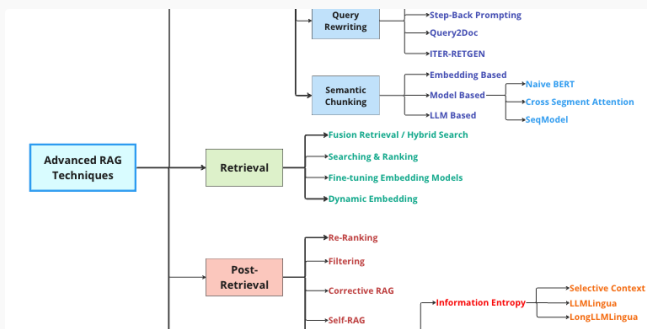 Query
Rewriting
Step-Back Prompting
Query2Doc
ITER-RETGEN
Semantic
Chunking
Embedding Based
Model Based
LLM Based
Naive BERT
Cross Segment Attention
SeqModel
Advanced RAG
Techniques
Retrieval
Fusion Retrieval / Hybrid Search
Searching & Ranking
Fine-tuning Embedding Models
Dynamic Embedding
Post-
Retrieval
Re-Ranking
Filtering
Corrective RAG
Self-RAG
Information Entropy
Selective Context
LLMLingua
LongLLMLingua